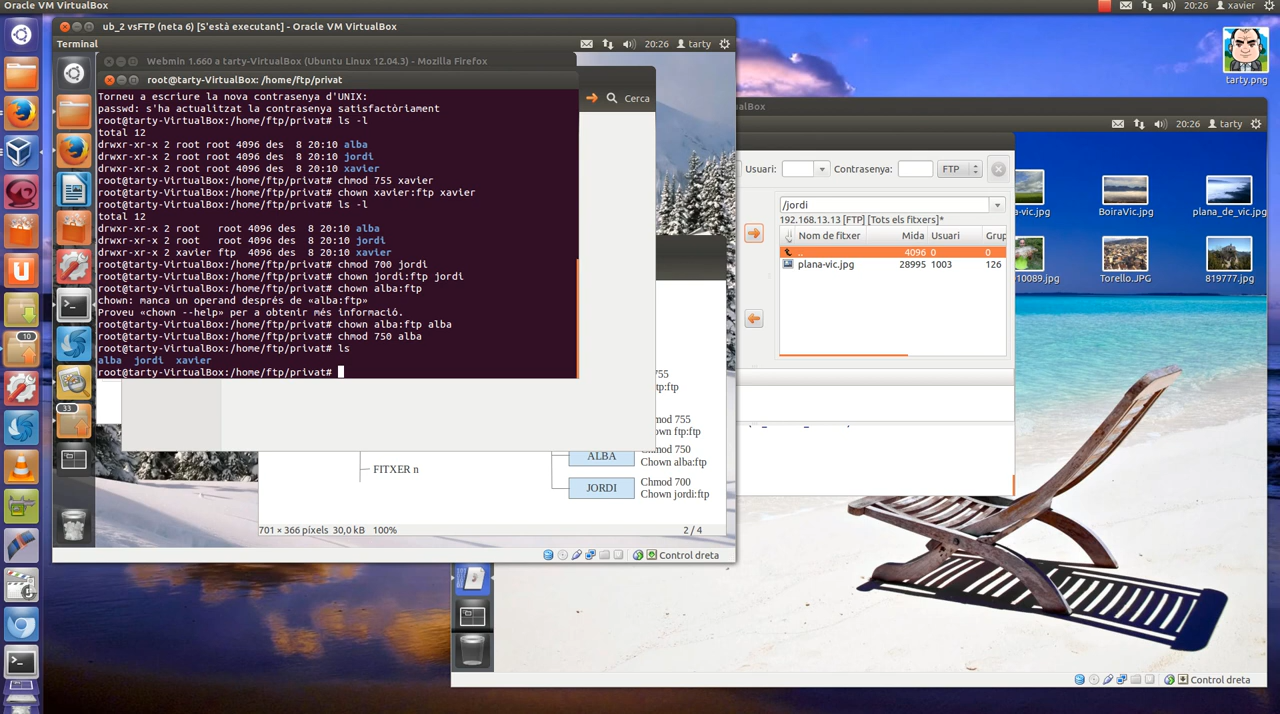 Oracle VM VirtualBox
20:26
xavier
ub_2 vsFTP (neta 6) [S'està executant] - Oracle VM VirtualBox
Terminal
20:26
tarty
Webmin 1.660 a tarty-VirtualBox (Ubuntu Linux 12.04.3) - Mozilla Firefox
root@tarty-VirtualBox: /home/ftp/privat
Cerca
Torneu a escriure la nova contrasenya d'UNIX:
passwd: s'ha actualitzat la contrasenya satisfactòriament
root@tarty-VirtualBox:/home/ftp/privat# ls -l
total 12
drwxr-xr-x 2 root root 4096 des  8 20:10 alba
drwxr-xr-x 2 root root 4096 des  8 20:10 jordi
drwxr-xr-x 2 root root 4096 des  8 20:10 xavier
root@tarty-VirtualBox:/home/ftp/privat# chmod 755 xavier
root@tarty-VirtualBox:/home/ftp/privat# chown xavier:ftp xavier
root@tarty-VirtualBox:/home/ftp/privat# ls -l
total 12
drwxr-xr-x 2 root   root 4096 des  8 20:10 alba
drwxr-xr-x 2 root   root 4096 des  8 20:10 jordi
drwxr-xr-x 2 xavier ftp  4096 des  8 20:10 xavier
root@tarty-VirtualBox:/home/ftp/privat# chmod 700 jordi
root@tarty-VirtualBox:/home/ftp/privat# chown jordi:ftp jordi
root@tarty-VirtualBox:/home/ftp/privat# chown alba:ftp
chown: manca un operand després de «alba:ftp»
Proveu «chown --help» per a obtenir més informació.
root@tarty-VirtualBox:/home/ftp/privat# chown alba:ftp alba
root@tarty-VirtualBox:/home/ftp/privat# chmod 750 alba
root@tarty-VirtualBox:/home/ftp/privat# ls
alba  jordi  xavier
root@tarty-VirtualBox:/home/ftp/privat#
10
33
755
tp:ftp
mod 755
own ftp:ftp
FITXER n
ALBA
Chmod 750
Chown alba:ftp
JORDI
Chmod 700
Chown jordi:ftp
701 × 366 píxels 30,0 kB 100%
2 / 4
Control dreta
tarty.png
alBox
20:26
tarty
Usuari:
Contrasenya:
FTP
/jordi
192.168.13.13 [FTP] [Tots els fitxers]*
Nom de fitxer Mida Usuari Grup
.. 4096 0 0
plana-vic.jpg 28995 1003 126
a-vic.jpg
BoiraVic.jpg
plana_de_vic.jpg
010089.jpg
Torello.JPG
819777.jpg
Control dreta